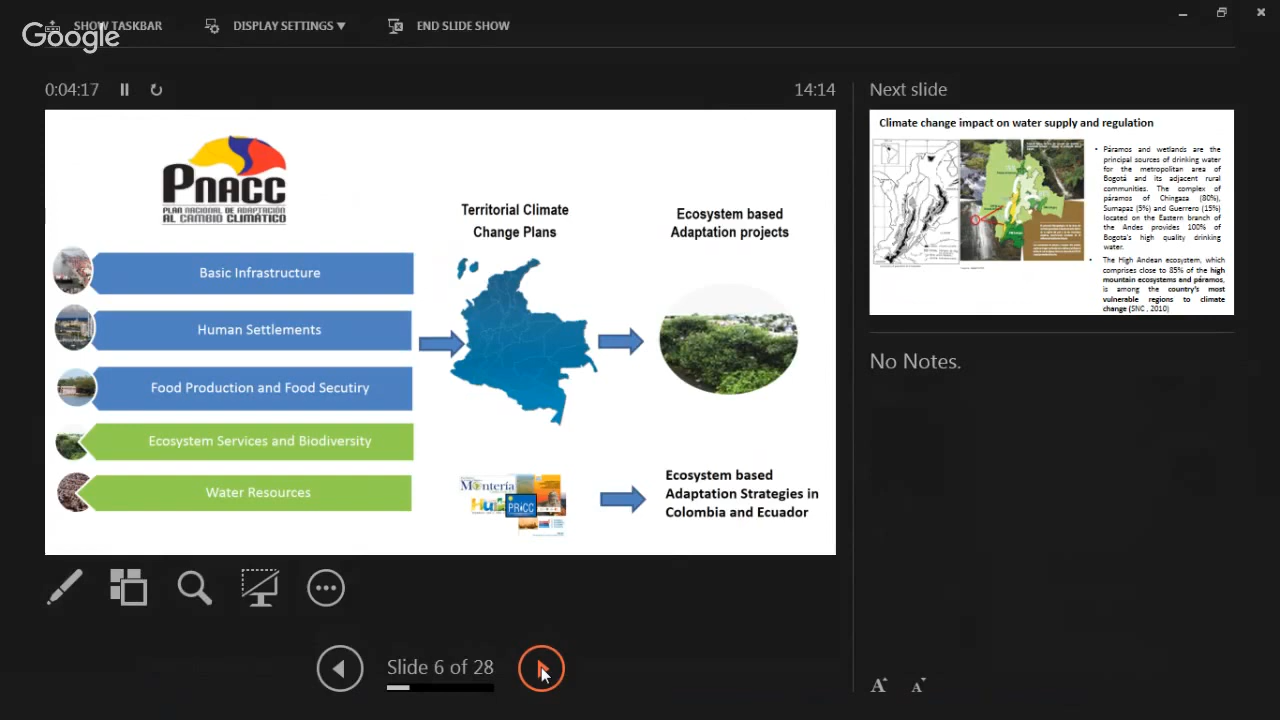 SHOW TASKBAR
DISPLAY SETTINGS
END SLIDE SHOW
Google
0:04:17
14:14
PNACC
PLAN NACIONAL DE ADAPTACIÓN
AL CAMBIO CLIMÁTICO
Territorial Climate
Change Plans
Ecosystem based
Adaptation projects
Basic Infrastructure
Human Settlements
Food Production and Food Secutiry
Ecosystem Services and Biodiversity
Water Resources
Montería
PRICC
Ecosystem based
Adaptation Strategies in
Colombia and Ecuador
Next slide
Climate change impact on water supply and regulation
• Páramos and wetlands are the
principal sources of drinking water
for the metropolitan area of
Bogotá and its adjacent rural
communities. The complex of
páramos of Chingaza (80%),
Sumapaz (5%) and Guerrero (15%)
located on the Eastern branch of
the Andes provides 100% of
Bogota's high quality drinking
water.
• The High Andean ecosystem, which
comprises close to 85% of the high
mountain ecosystems and páramos,
is among the country's most
vulnerable regions to climate
change (SNC , 2010)
No Notes.
Slide 6 of 28
A A